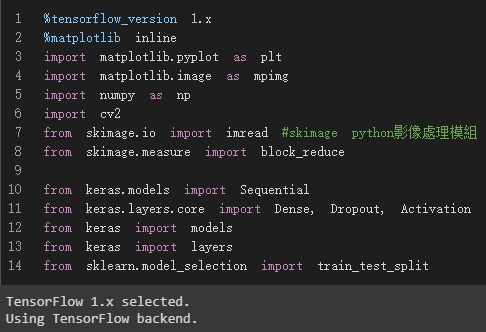 1 %tensorflow_version 1.x
2 %matplotlib inline
3 import matplotlib.pyplot as plt
4 import matplotlib.image as mpimg
5 import numpy as np
6 import cv2
7 from skimage.io import imread #skimage python影像處理模組
8 from skimage.measure import block_reduce
9
10 from keras.models import Sequential
11 from keras.layers.core import Dense, Dropout, Activation
12 from keras import models
13 from keras import layers
14 from sklearn.model_selection import train_test_split
TensorFlow 1.x selected.
Using TensorFlow backend.